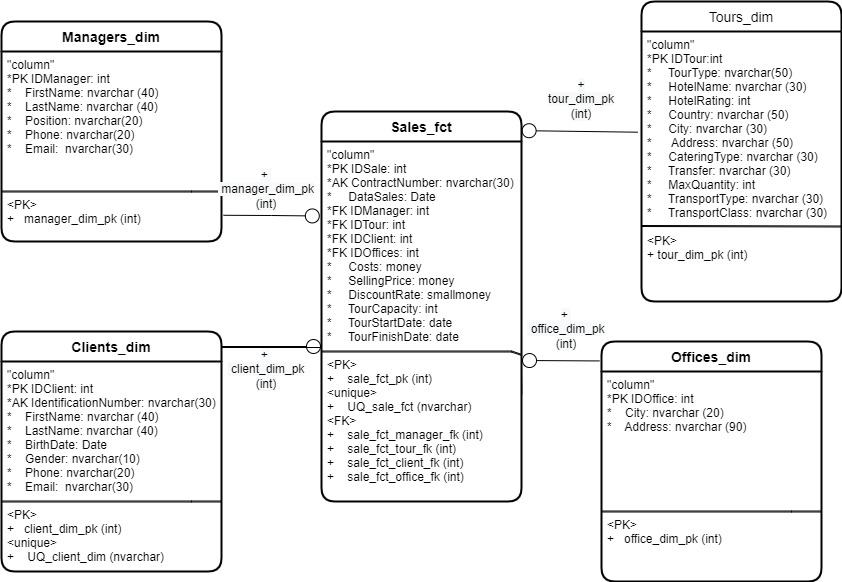 Managers_dim
"column"
*PK IDManager: int
* FirstName: nvarchar (40)
* LastName: nvarchar (40)
* Position: nvarchar(20)
* Phone: nvarchar(20)
* Email: nvarchar(30)
<PK>
+ manager_dim_pk (int)
+
manager_dim_pk
(int)
Clients_dim
"column"
*PK IDClient: int
*AK IdentificationNumber: nvarchar(30)
* FirstName: nvarchar (40)
* LastName: nvarchar (40)
* BirthDate: Date
* Gender: nvarchar(10)
* Phone: nvarchar(20)
* Email: nvarchar(30)
<PK>
+ client_dim_pk (int)
<unique>
+ UQ_client_dim (nvarchar)
+
client_dim_pk
(int)
Sales_fct
"column"
*PK IDSale: int
*AK ContractNumber: nvarchar(30)
* DataSales: Date
*FK IDManager: int
*FK IDTour: int
*FK IDClient: int
*FK IDOffices: int
* Costs: money
* SellingPrice: money
* DiscountRate: smallmoney
* TourCapacity: int
* TourStartDate: date
* TourFinishDate: date
<PK>
+ sale_fct_pk (int)
<unique>
+ UQ_sale_fct (nvarchar)
<FK>
+ sale_fct_manager_fk (int)
+ sale_fct_tour_fk (int)
+ sale_fct_client_fk (int)
+ sale_fct_office_fk (int)
+
tour_dim_pk
(int)
Tours_dim
"column"
*PK IDTour:int
* TourType: nvarchar(50)
* HotelName: nvarchar (30)
* HotelRating: int
* Country: nvarchar (50)
* City: nvarchar (30)
* Address: nvarchar (50)
* CateringType: nvarchar (30)
* Transfer: nvarchar (30)
* MaxQuantity: int
* TransportType: nvarchar (30)
* TransportClass: nvarchar (30)
<PK>
+ tour_dim_pk (int)
+
office_dim_pk
(int)
Offices_dim
"column"
*PK IDOffice: int
* City: nvarchar (20)
* Address: nvarchar (90)
<PK>
+ office_dim_pk (int)